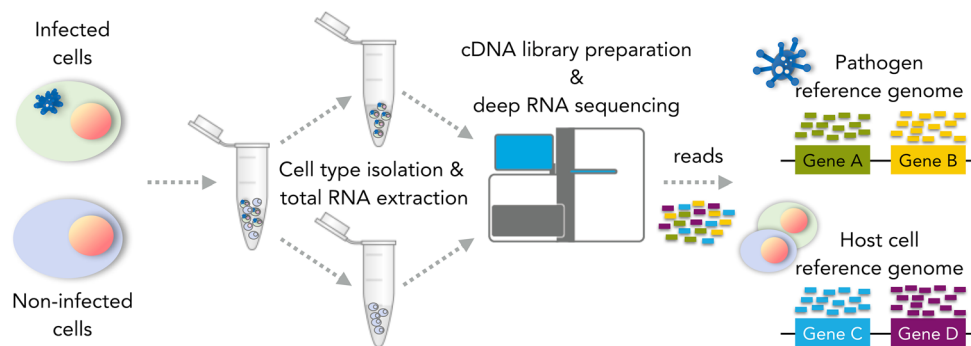 Infected
cells
Non-infected
cells
Cell type isolation &
total RNA extraction
cDNA library preparation
&
deep RNA sequencing
reads
Pathogen
reference genome
Gene A
Gene B
Host cell
reference genome
Gene C
Gene D